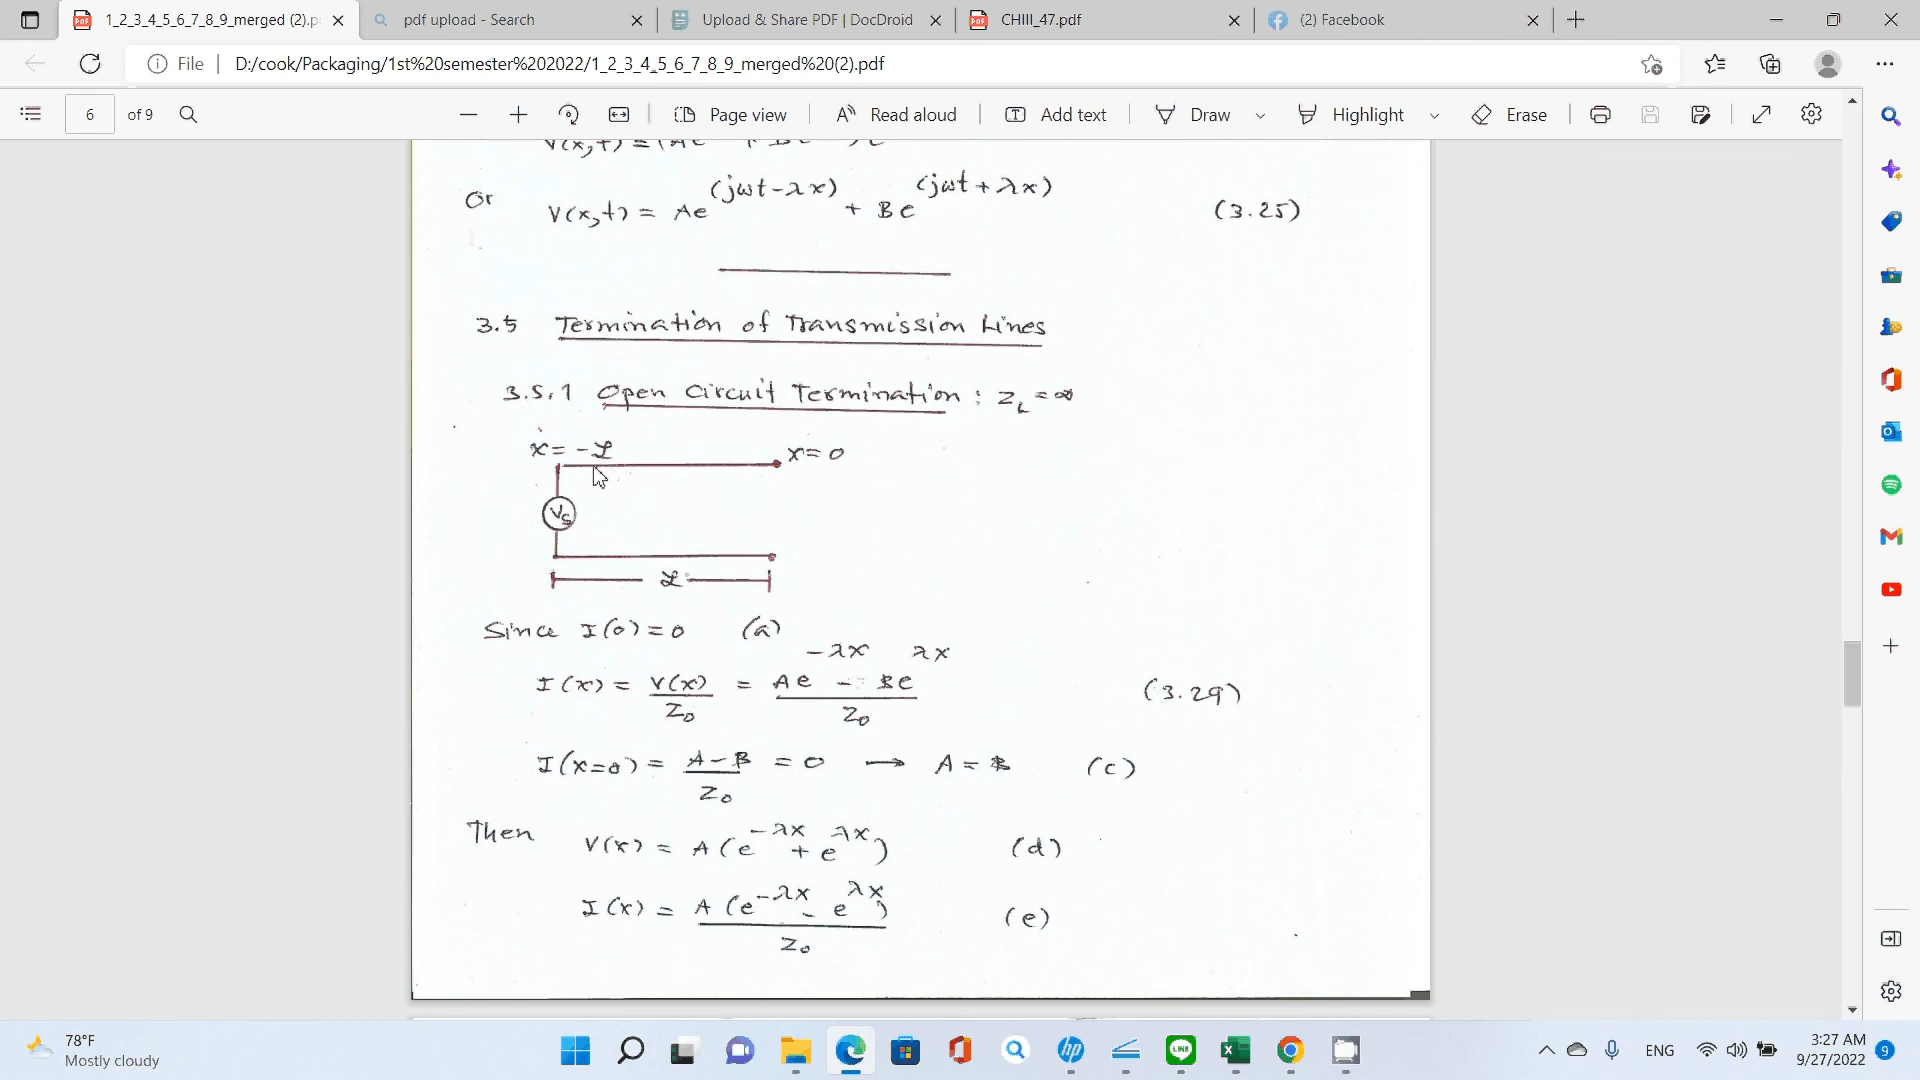 1_2_3_4_5_6_7_8_9_merged (2).p
pdf upload - Search
Upload & Share PDF | DocDroid
CHIII_47.pdf
(2) Facebook
File
D:/cook/Packaging/1st%20semester%202022/1_2_3_4_5_6_7_8_9_merged%20(2).pdf
6 of 9
Page view
Read aloud
Add text
Draw
Highlight
Erase
Or V(x,t) = Ae^(jωt-λx) + Be^(jωt+λx) (3.25)
3.5 Termination of Transmission Lines
3.5.1 Open Circuit Termination : Z_L = ∞
x = -ℒ x = 0
Vs
ℒ
Since I(0) = 0 (a)
I(x) = V(x)/Z₀ = (Ae^-λx - Be^λx)/Z₀ (3.29)
I(x=0) = (A-B)/Z₀ = 0 → A = B (c)
Then V(x) = A(e^-λx + e^λx) (d)
I(x) = A(e^-λx - e^λx)/Z₀ (e)
78°F
Mostly cloudy
ENG
3:27 AM
9/27/2022
9